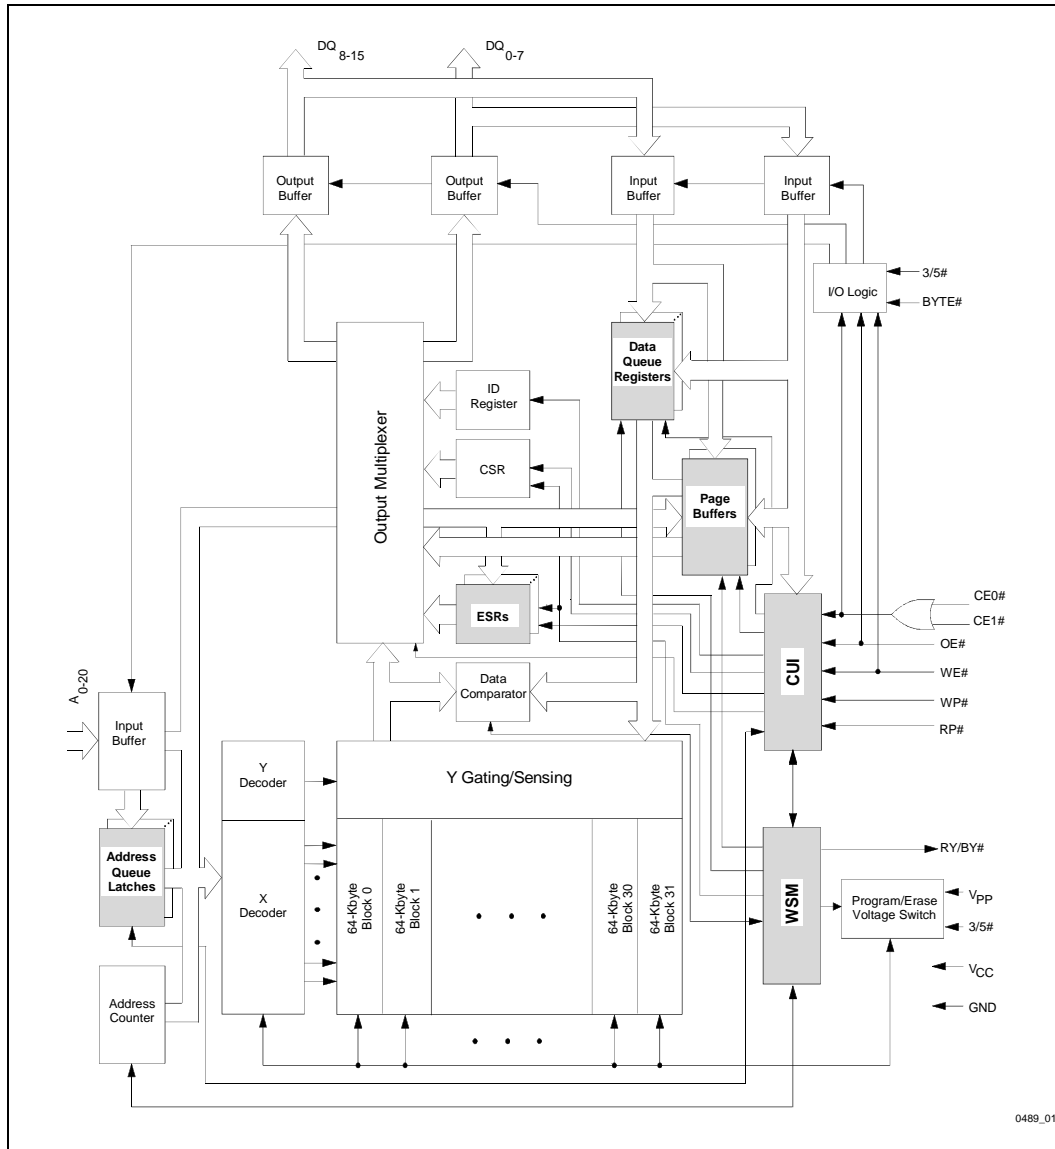 DQ 8-15
DQ 0-7
Output
Buffer
Output
Buffer
Input
Buffer
Input
Buffer
3/5#
I/O Logic
BYTE#
Data
Queue
Registers
ID
Register
Output Multiplexer
CSR
Page
Buffers
ESRs
CE0#
CE1#
OE#
CUI
WE#
WP#
RP#
A0-20
Data
Comparator
Input
Buffer
Y
Decoder
Y Gating/Sensing
Address
Queue
Latches
X
Decoder
64-Kbyte
Block 0
64-Kbyte
Block 1
64-Kbyte
Block 30
64-Kbyte
Block 31
WSM
RY/BY#
Program/Erase
Voltage Switch
VPP
3/5#
VCC
GND
Address
Counter
0489_01